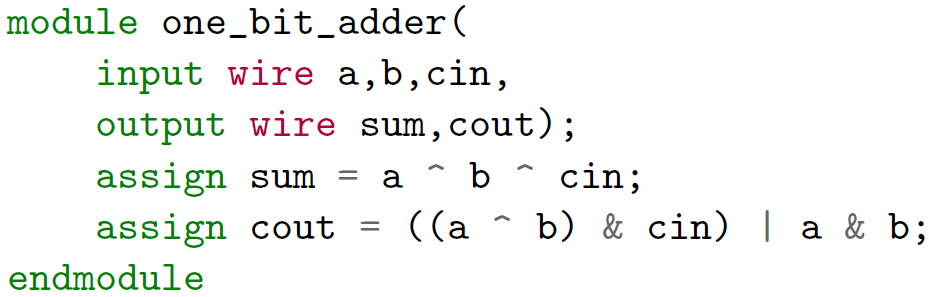 module one_bit_adder(
    input wire a,b,cin,
    output wire sum,cout);
    assign sum = a ^ b ^ cin;
    assign cout = ((a ^ b) & cin) | a & b;
endmodule